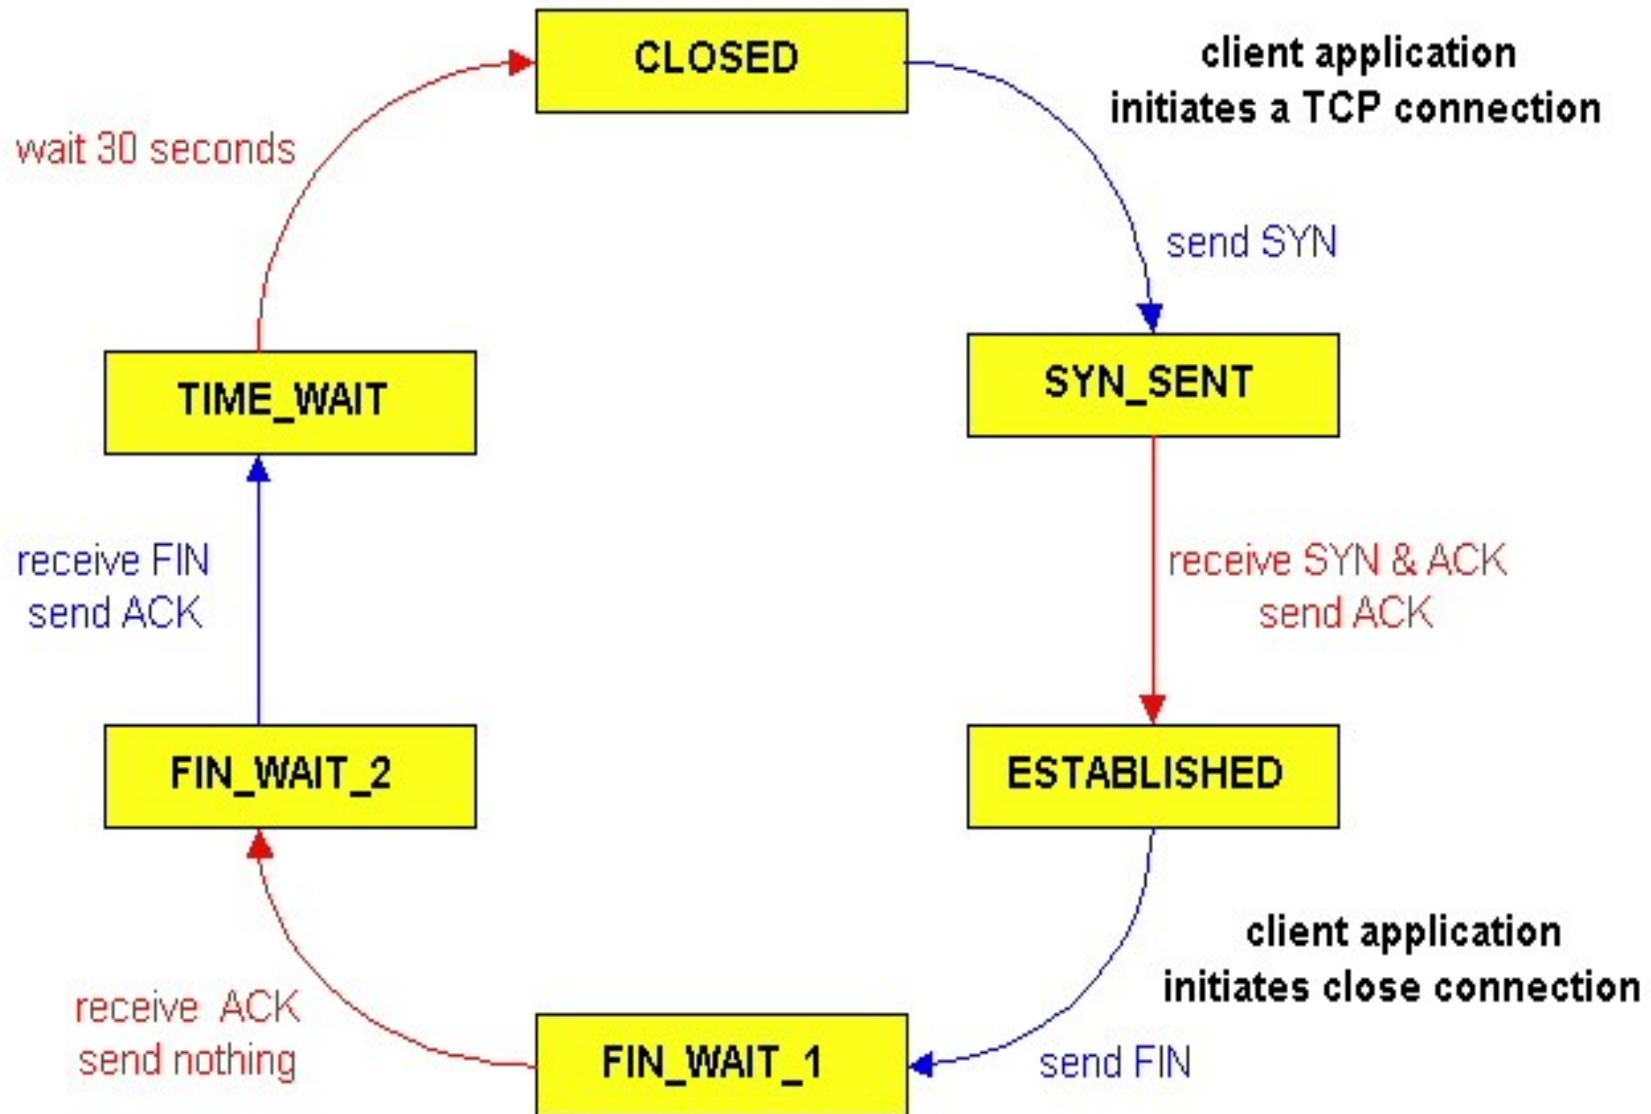 CLOSED
client application
initiates a TCP connection
wait 30 seconds
send SYN
TIME_WAIT
SYN_SENT
receive FIN
send ACK
receive SYN & ACK
send ACK
FIN_WAIT_2
ESTABLISHED
client application
initiates close connection
receive ACK
send nothing
FIN_WAIT_1
send FIN